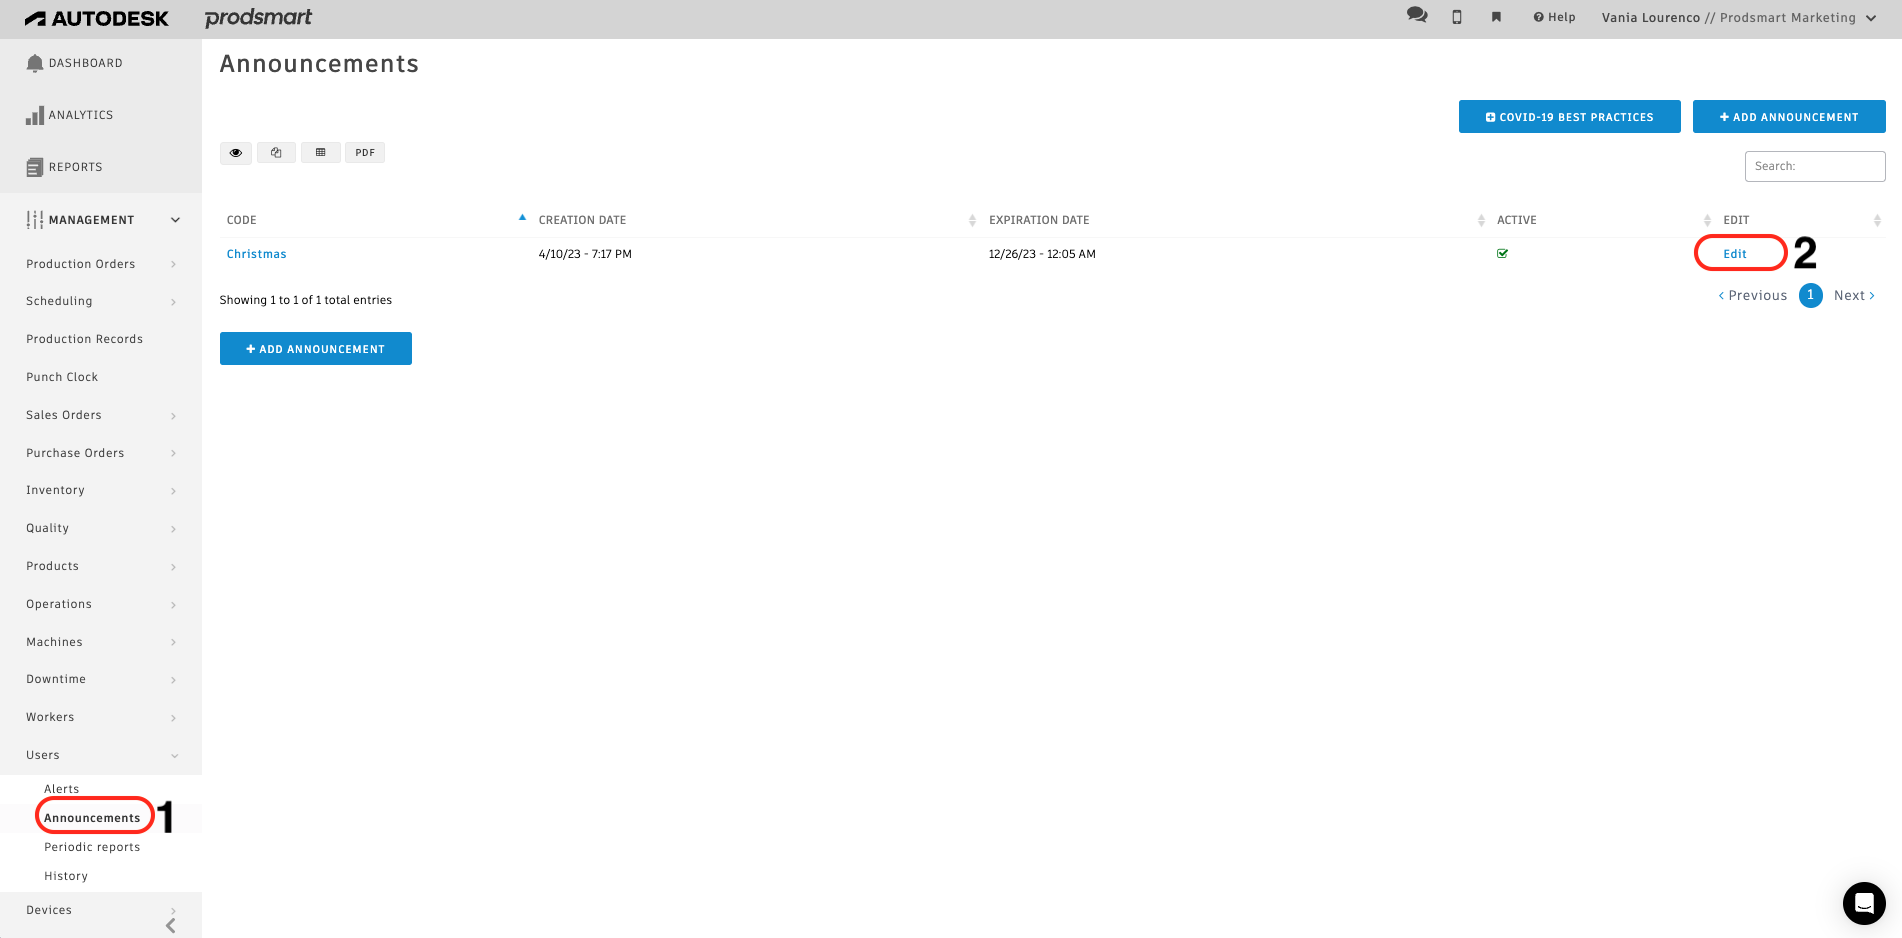 AUTODESK prodsmart
Help Vania Lourenco // Prodsmart Marketing
DASHBOARD
ANALYTICS
REPORTS
MANAGEMENT
Production Orders
Scheduling
Production Records
Punch Clock
Sales Orders
Purchase Orders
Inventory
Quality
Products
Operations
Machines
Downtime
Workers
Users
Alerts
Announcements 1
Periodic reports
History
Devices
Announcements
COVID-19 BEST PRACTICES + ADD ANNOUNCEMENT
PDF
Search:
CODE CREATION DATE EXPIRATION DATE ACTIVE EDIT
Christmas 4/10/23 - 7:17 PM 12/26/23 - 12:05 AM Edit 2
Showing 1 to 1 of 1 total entries
< Previous 1 Next >
+ ADD ANNOUNCEMENT